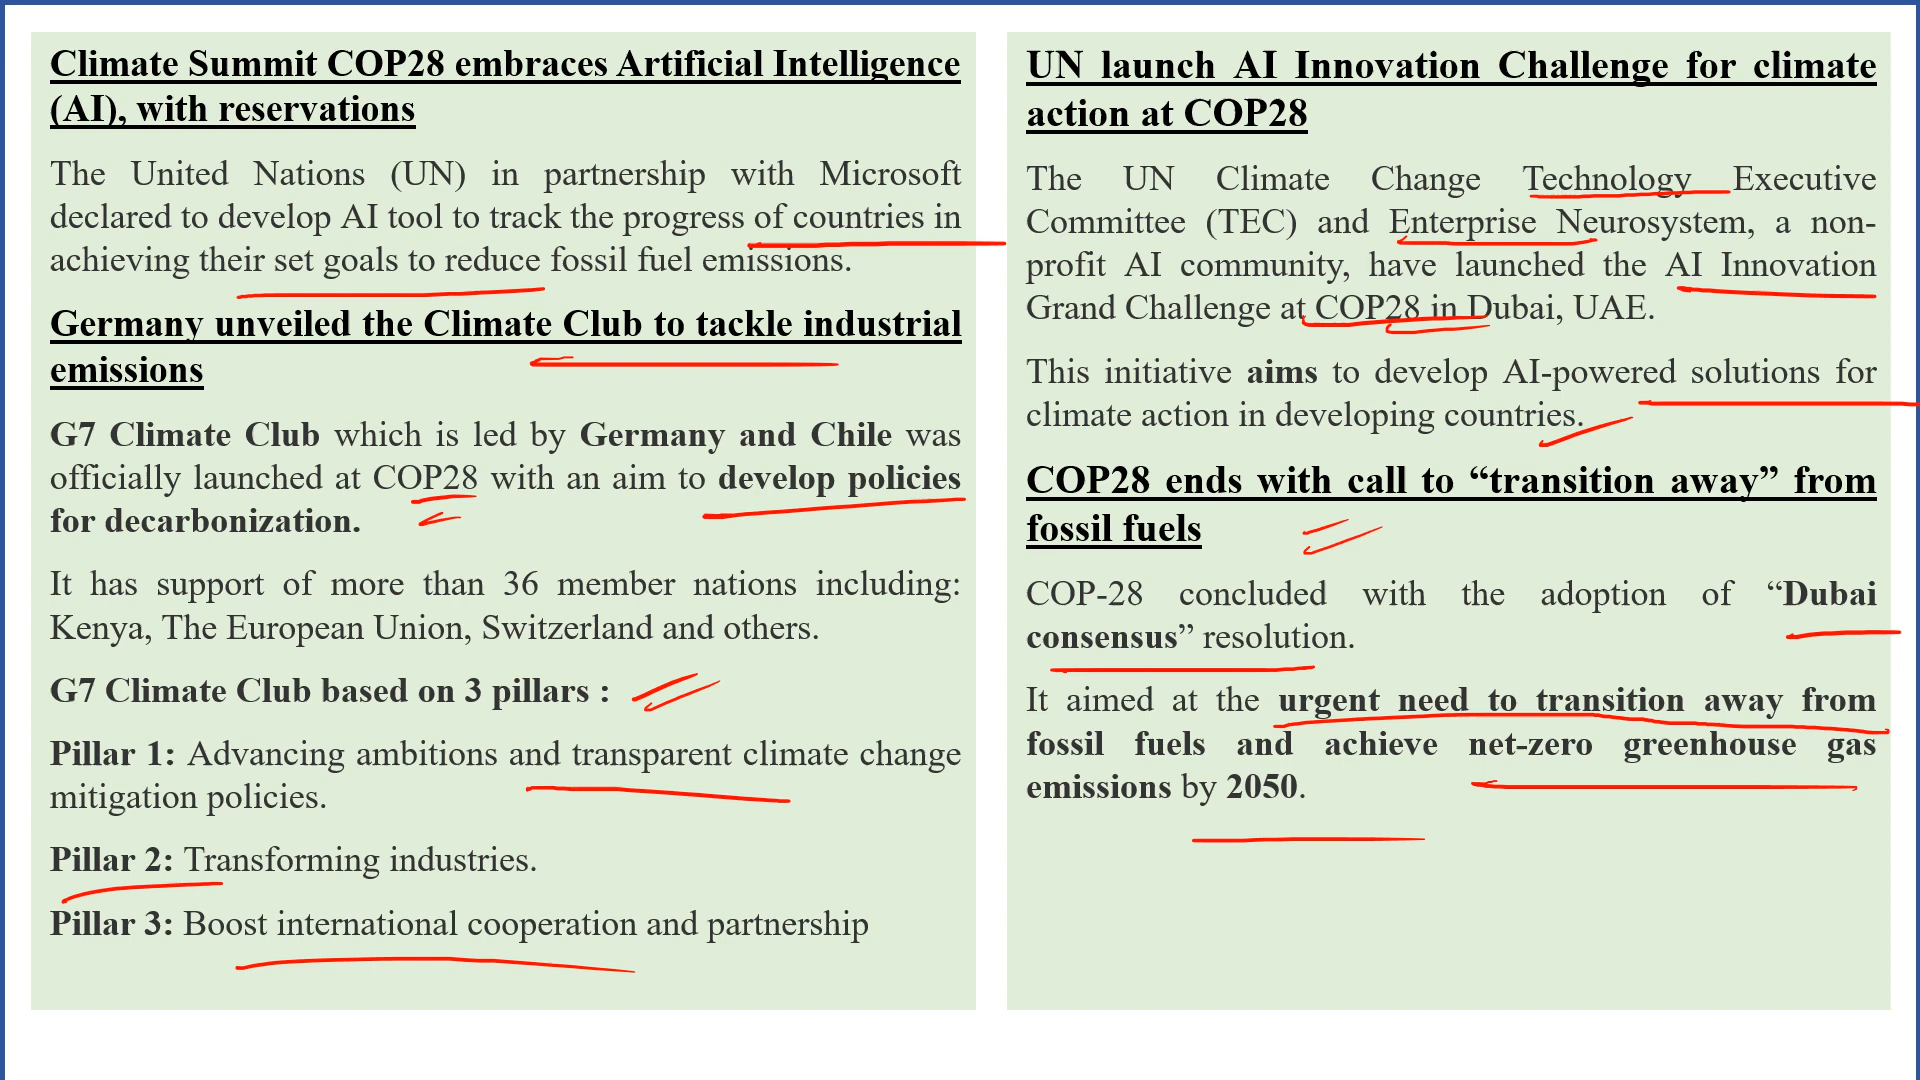 Climate Summit COP28 embraces Artificial Intelligence
(AI), with reservations
The United Nations (UN) in partnership with Microsoft
declared to develop AI tool to track the progress of countries in
achieving their set goals to reduce fossil fuel emissions.
Germany unveiled the Climate Club to tackle industrial
emissions
G7 Climate Club which is led by Germany and Chile was
officially launched at COP28 with an aim to develop policies
for decarbonization.
It has support of more than 36 member nations including:
Kenya, The European Union, Switzerland and others.
G7 Climate Club based on 3 pillars :
Pillar 1: Advancing ambitions and transparent climate change
mitigation policies.
Pillar 2: Transforming industries.
Pillar 3: Boost international cooperation and partnership
UN launch AI Innovation Challenge for climate
action at COP28
The UN Climate Change Technology Executive
Committee (TEC) and Enterprise Neurosystem, a non-
profit AI community, have launched the AI Innovation
Grand Challenge at COP28 in Dubai, UAE.
This initiative aims to develop AI-powered solutions for
climate action in developing countries.
COP28 ends with call to “transition away” from
fossil fuels
COP-28 concluded with the adoption of “Dubai
consensus” resolution.
It aimed at the urgent need to transition away from
fossil fuels and achieve net-zero greenhouse gas
emissions by 2050.